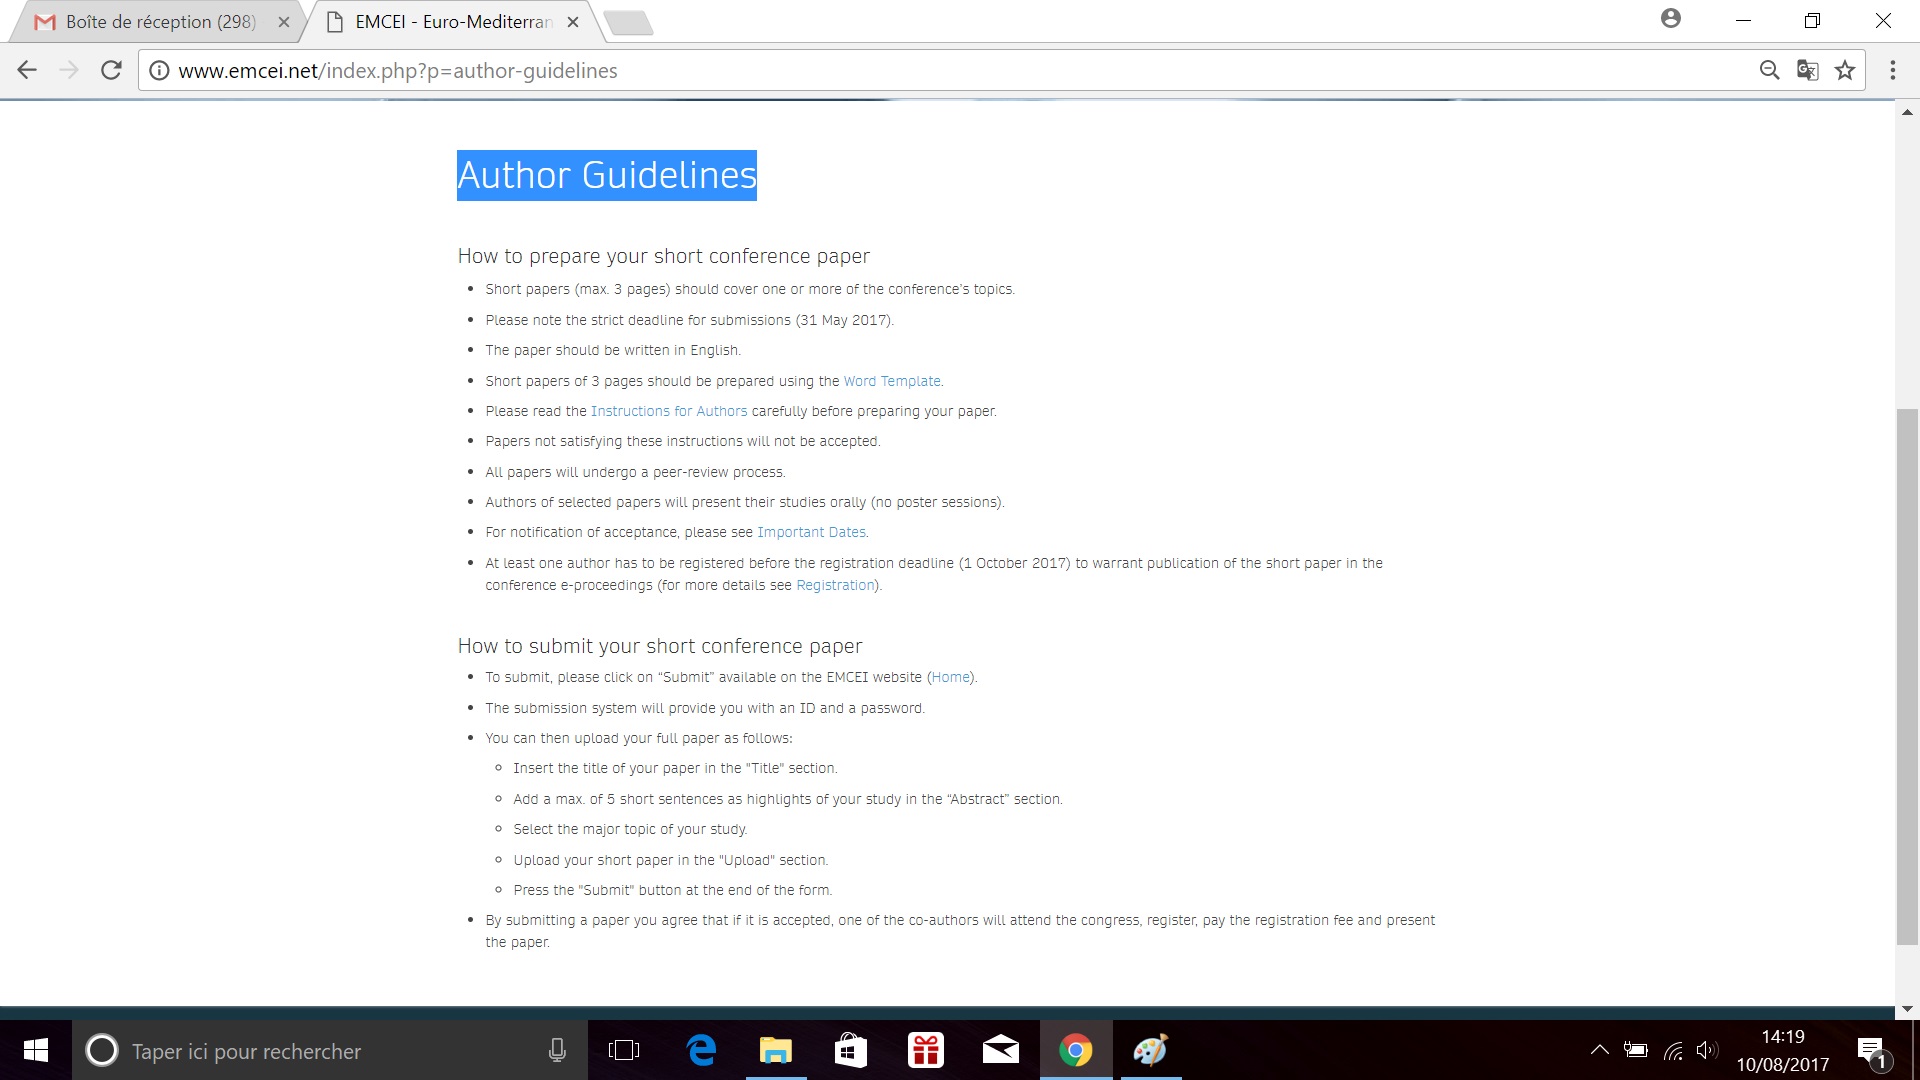 Boîte de réception (298)
EMCEI - Euro-Mediterran
www.emcei.net/index.php?p=author-guidelines
Author Guidelines
How to prepare your short conference paper
• Short papers (max. 3 pages) should cover one or more of the conference's topics.
• Please note the strict deadline for submissions (31 May 2017).
• The paper should be written in English.
• Short papers of 3 pages should be prepared using the Word Template.
• Please read the Instructions for Authors carefully before preparing your paper.
• Papers not satisfying these instructions will not be accepted.
• All papers will undergo a peer-review process.
• Authors of selected papers will present their studies orally (no poster sessions).
• For notification of acceptance, please see Important Dates.
• At least one author has to be registered before the registration deadline (1 October 2017) to warrant publication of the short paper in the
conference e-proceedings (for more details see Registration).
How to submit your short conference paper
• To submit, please click on “Submit” available on the EMCEI website (Home).
• The submission system will provide you with an ID and a password.
• You can then upload your full paper as follows:
◦ Insert the title of your paper in the "Title" section.
◦ Add a max. of 5 short sentences as highlights of your study in the “Abstract” section.
◦ Select the major topic of your study.
◦ Upload your short paper in the "Upload" section.
◦ Press the "Submit" button at the end of the form.
• By submitting a paper you agree that if it is accepted, one of the co-authors will attend the congress, register, pay the registration fee and present
the paper.
Taper ici pour rechercher
14:19
10/08/2017
1